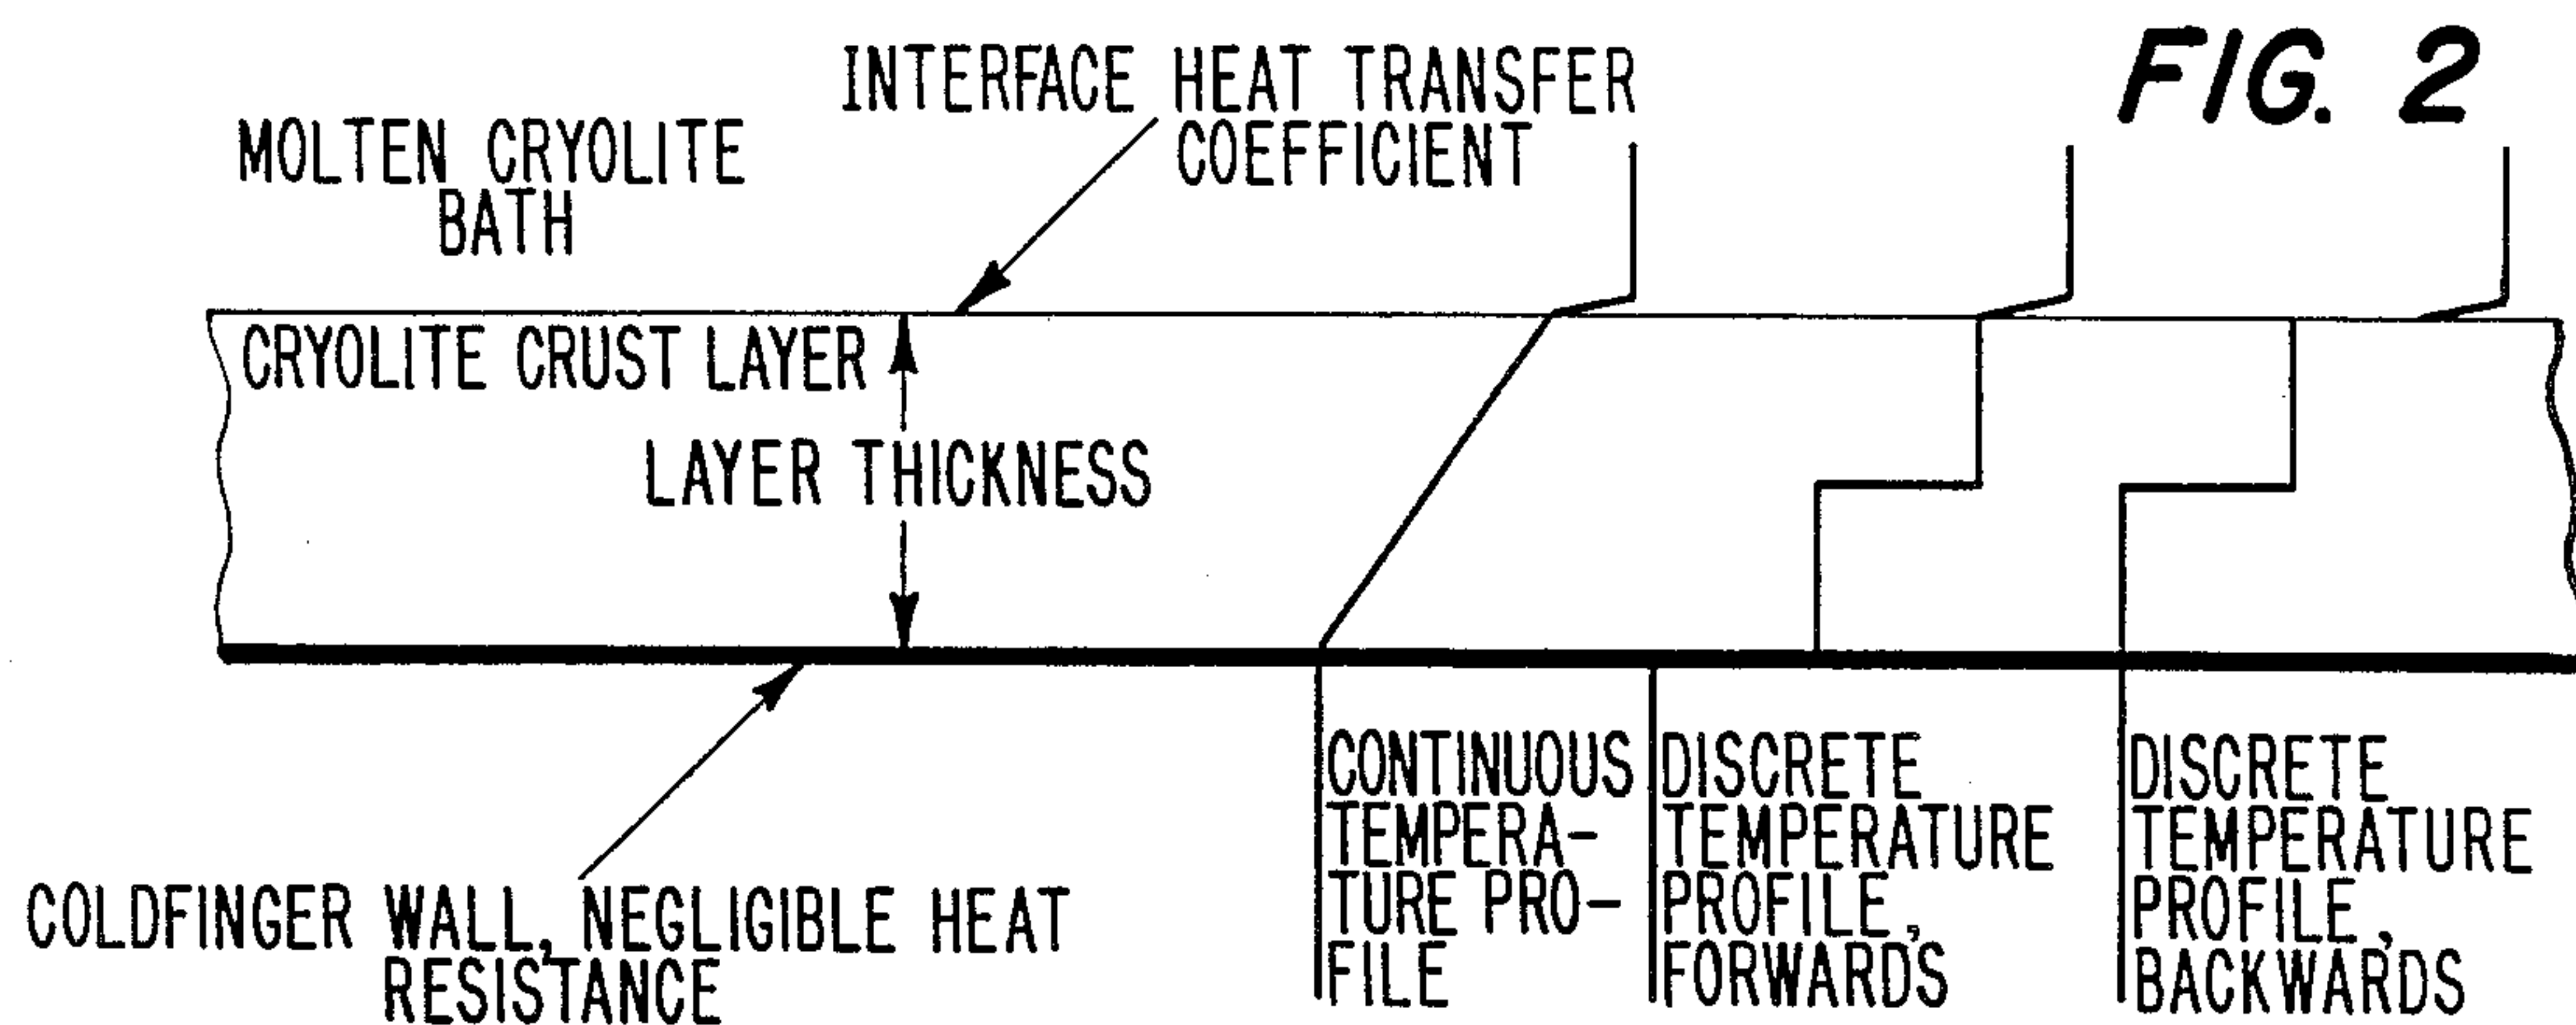 FIG. 2
INTERFACE HEAT TRANSFER
COEFFICIENT
MOLTEN CRYOLITE
BATH
CRYOLITE CRUST LAYER
LAYER THICKNESS
COLDFINGER WALL, NEGLIGIBLE HEAT
RESISTANCE
CONTINUOUS
TEMPERA-
TURE PRO-
FILE
DISCRETE
TEMPERATURE
PROFILE,
FORWARDS
DISCRETE
TEMPERATURE
PROFILE,
BACKWARDS